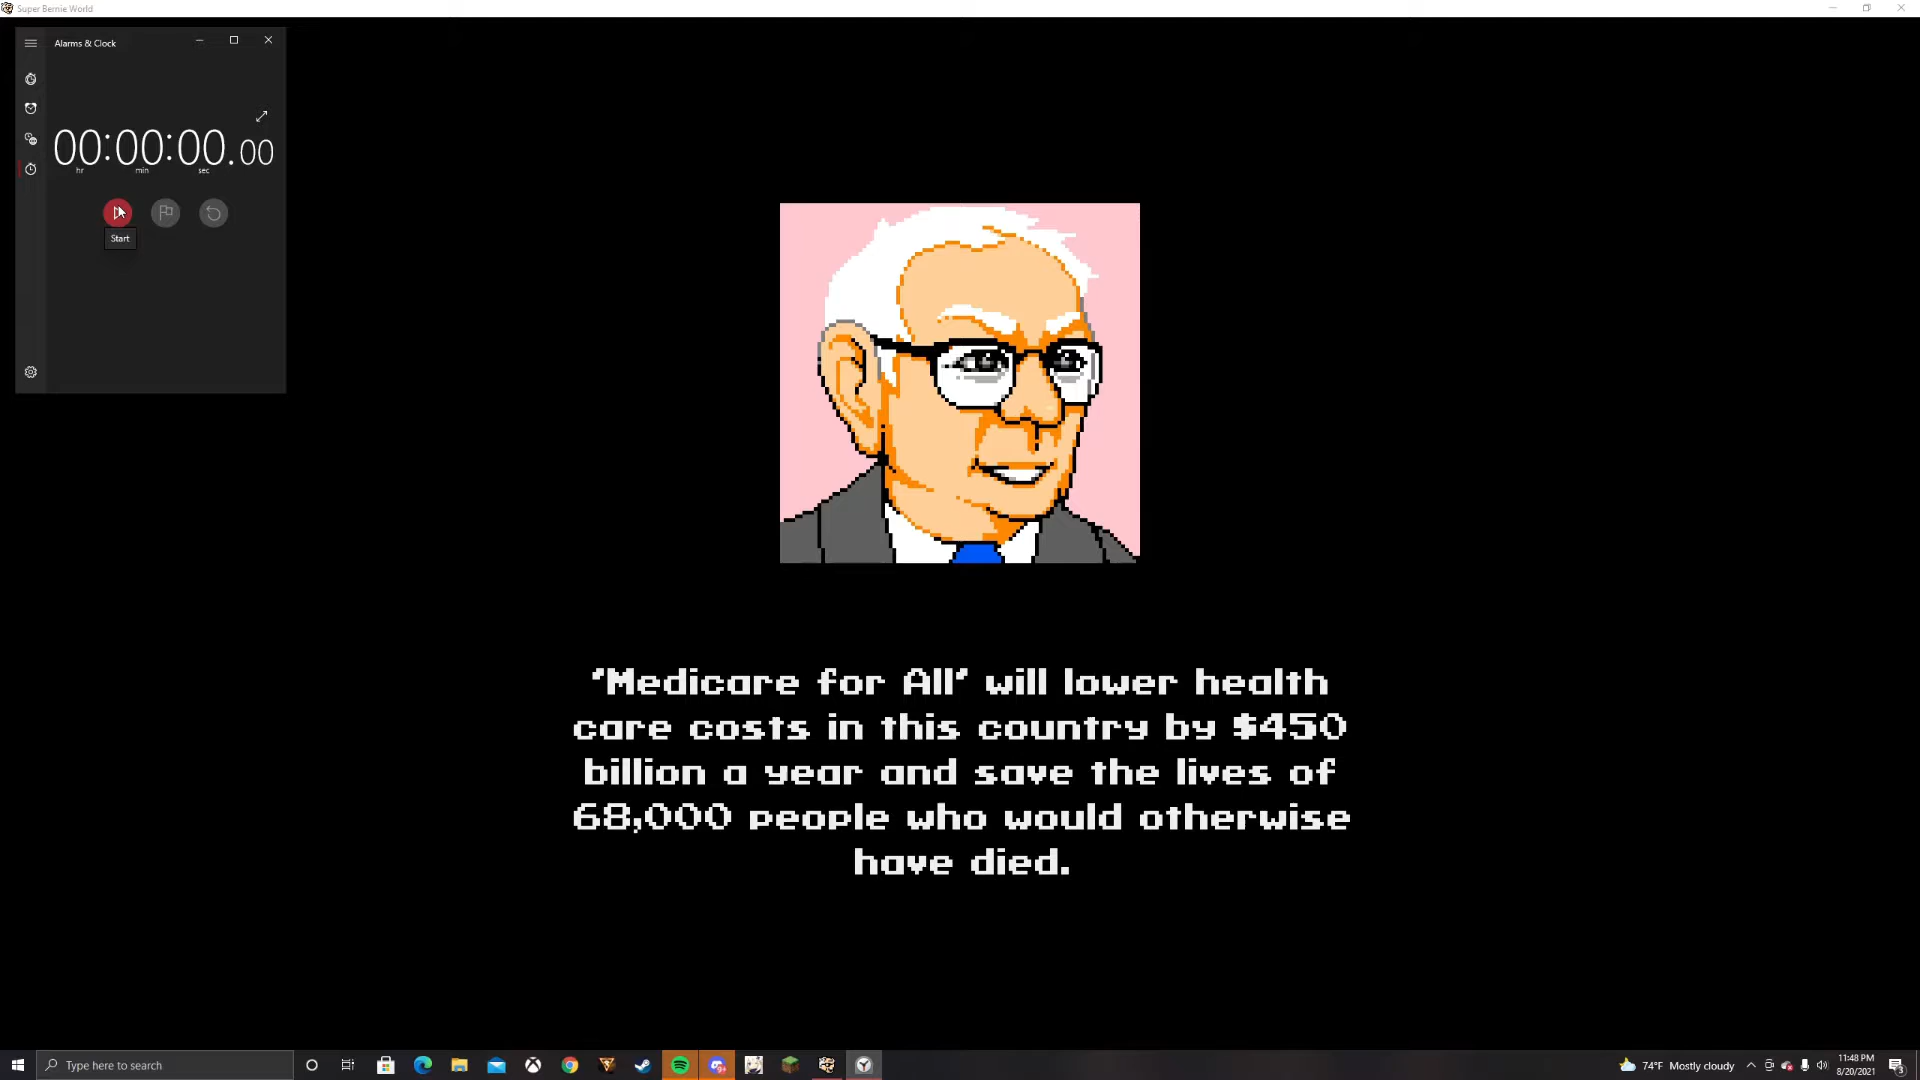 Super Bernie World
Alarms & Clock
00:00:00.00
hr min sec
Start
'Medicare for All' will lower health
care costs in this country by $450
billion a year and save the lives of
68,000 people who would otherwise
have died.
Type here to search
74°F Mostly cloudy
11:48 PM
8/20/2021